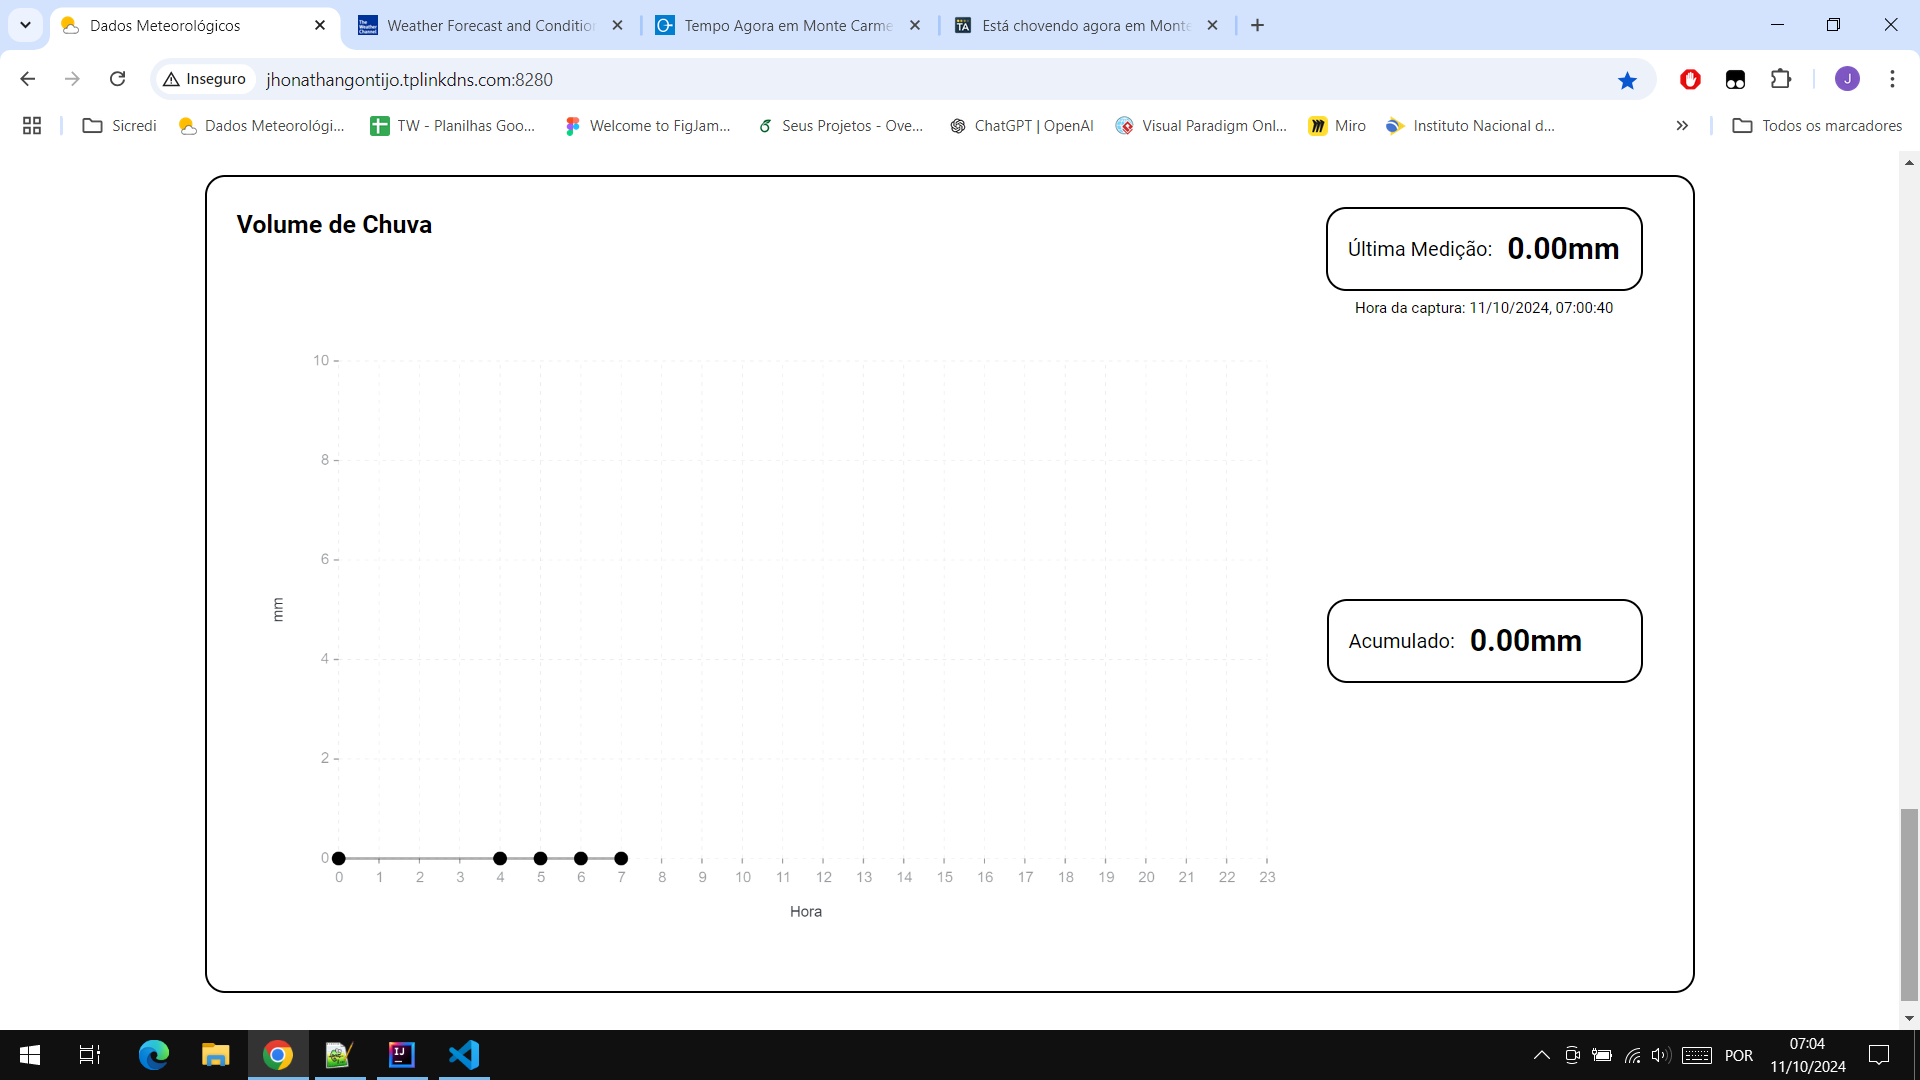 Dados Meteorológicos
Weather Forecast and Conditio
Tempo Agora em Monte Carme
Está chovendo agora em Monte
Inseguro
jhonathangontijo.tplinkdns.com:8280
J
Sicredi
Dados Meteorológi...
TW - Planilhas Goo...
Welcome to FigJam...
Seus Projetos - Ove...
ChatGPT | OpenAI
Visual Paradigm Onl...
Miro
Instituto Nacional d...
Todos os marcadores
Volume de Chuva
Última Medição: 0.00mm
Hora da captura: 11/10/2024, 07:00:40
10
8
6
4
2
0
mm
Acumulado: 0.00mm
0 1 2 3 4 5 6 7 8 9 10 11 12 13 14 15 16 17 18 19 20 21 22 23
Hora
POR
07:04
11/10/2024